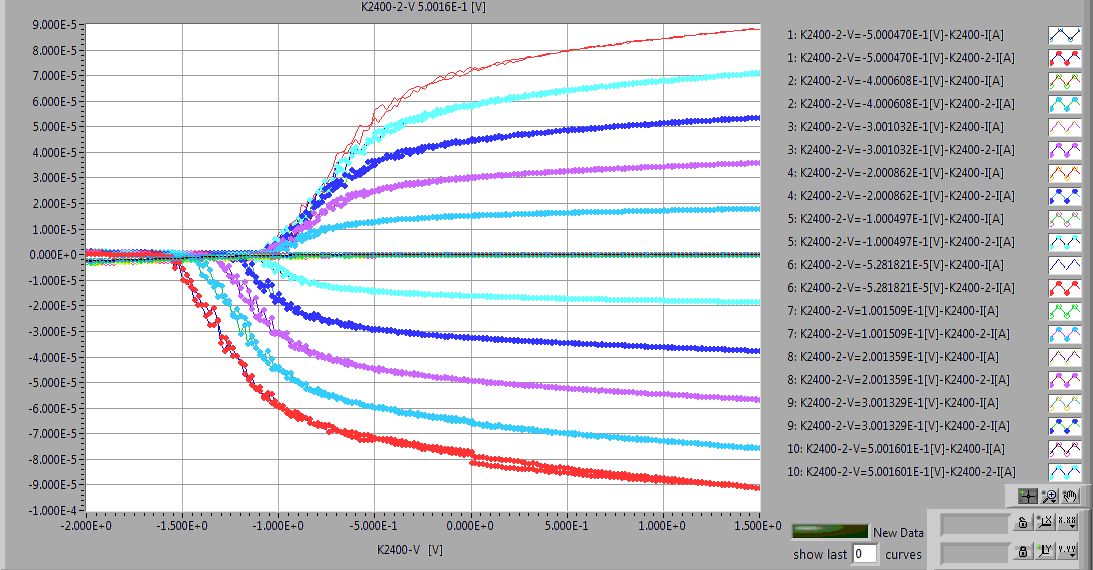 K2400-2-V 5.0016E-1 [V]
9.000E-5
8.000E-5
7.000E-5
6.000E-5
5.000E-5
4.000E-5
3.000E-5
2.000E-5
1.000E-5
0.000E+0
-1.000E-5
-2.000E-5
-3.000E-5
-4.000E-5
-5.000E-5
-6.000E-5
-7.000E-5
-8.000E-5
-9.000E-5
-1.000E-4
-2.000E+0 -1.500E+0 -1.000E+0 -5.000E-1 0.000E+0 5.000E-1 1.000E+0 1.500E+0
K2400-V [V]
1: K2400-2-V=-5.000470E-1[V]-K2400-I[A]
1: K2400-2-V=-5.000470E-1[V]-K2400-2-I[A]
2: K2400-2-V=-4.000608E-1[V]-K2400-I[A]
2: K2400-2-V=-4.000608E-1[V]-K2400-2-I[A]
3: K2400-2-V=-3.001032E-1[V]-K2400-I[A]
3: K2400-2-V=-3.001032E-1[V]-K2400-2-I[A]
4: K2400-2-V=-2.000862E-1[V]-K2400-I[A]
4: K2400-2-V=-2.000862E-1[V]-K2400-2-I[A]
5: K2400-2-V=-1.000497E-1[V]-K2400-I[A]
5: K2400-2-V=-1.000497E-1[V]-K2400-2-I[A]
6: K2400-2-V=-5.281821E-5[V]-K2400-I[A]
6: K2400-2-V=-5.281821E-5[V]-K2400-2-I[A]
7: K2400-2-V=1.001509E-1[V]-K2400-I[A]
7: K2400-2-V=1.001509E-1[V]-K2400-2-I[A]
8: K2400-2-V=2.001359E-1[V]-K2400-I[A]
8: K2400-2-V=2.001359E-1[V]-K2400-2-I[A]
9: K2400-2-V=3.001329E-1[V]-K2400-I[A]
9: K2400-2-V=3.001329E-1[V]-K2400-2-I[A]
10: K2400-2-V=5.001601E-1[V]-K2400-I[A]
10: K2400-2-V=5.001601E-1[V]-K2400-2-I[A]
New Data
show last 0 curves
X X.XX
Y Y.YY